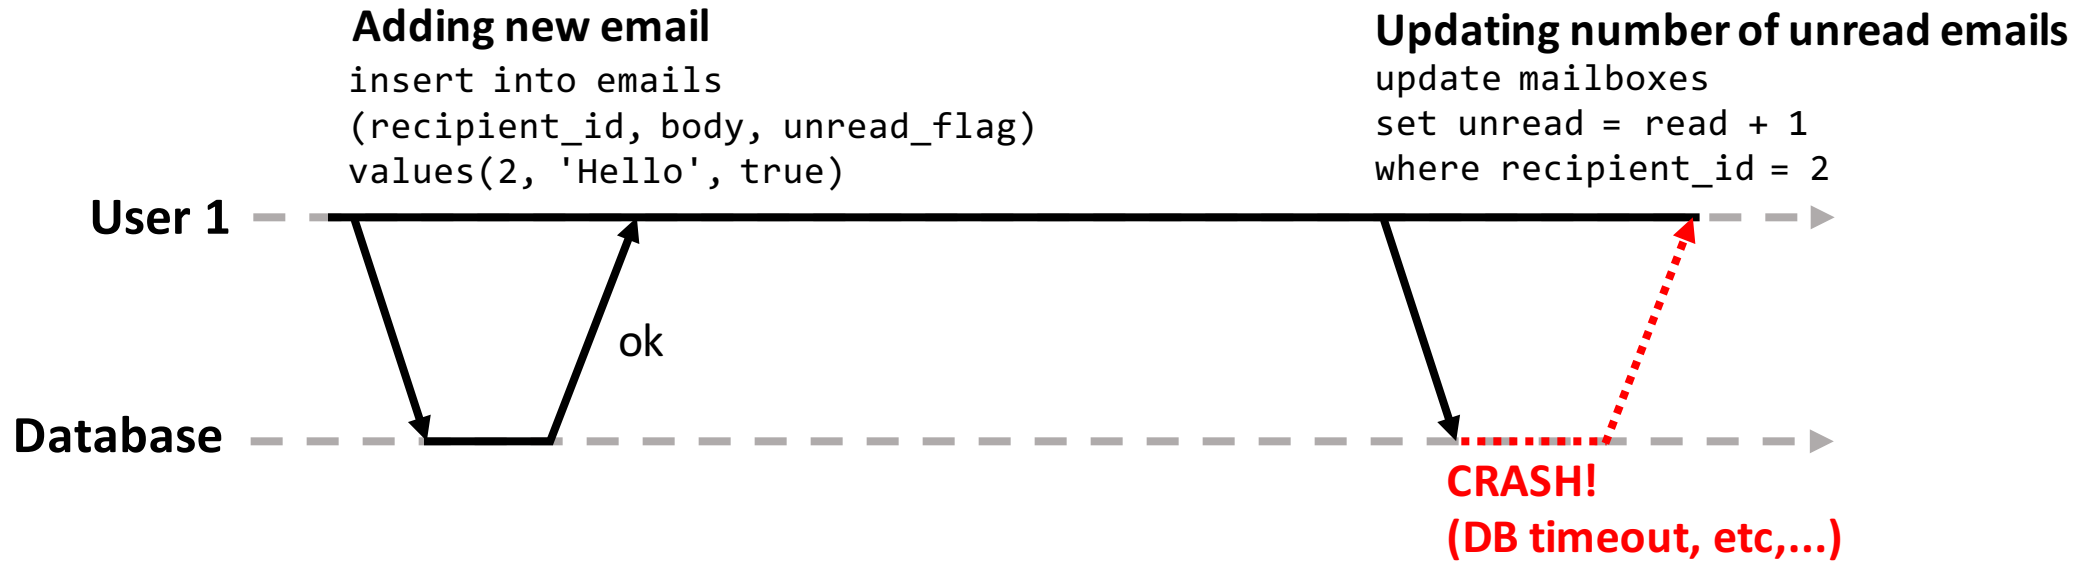 Adding new email
insert into emails
(recipient_id, body, unread_flag)
values(2, 'Hello', true)
Updating number of unread emails
update mailboxes
set unread = read + 1
where recipient_id = 2
User 1
ok
Database
CRASH!
(DB timeout, etc,...)